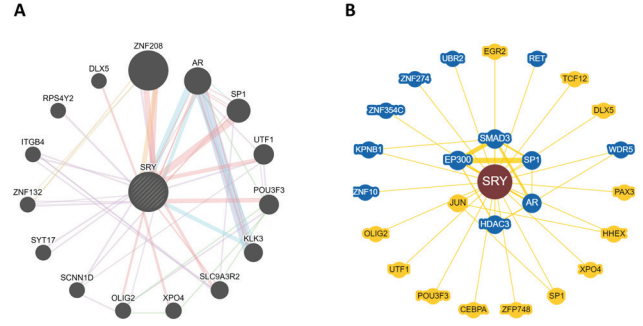 A
ZNF208
AR
DLX5
SP1
RPS4Y2
UTF1
ITGB4
SRY
POU3F3
ZNF132
KLK3
SYT17
SLC9A3R2
SCNN1D
OLIG2
XPO4
B
EGR2
UBR2
RET
ZNF274
TCF12
ZNF354C
DLX5
SMAD3
KPNB1
EP300
SP1
WDR5
SRY
ZNF10
PAX3
JUN
AR
HDAC3
OLIG2
HHEX
UTF1
XPO4
POU3F3
SP1
CEBPA
ZFP748